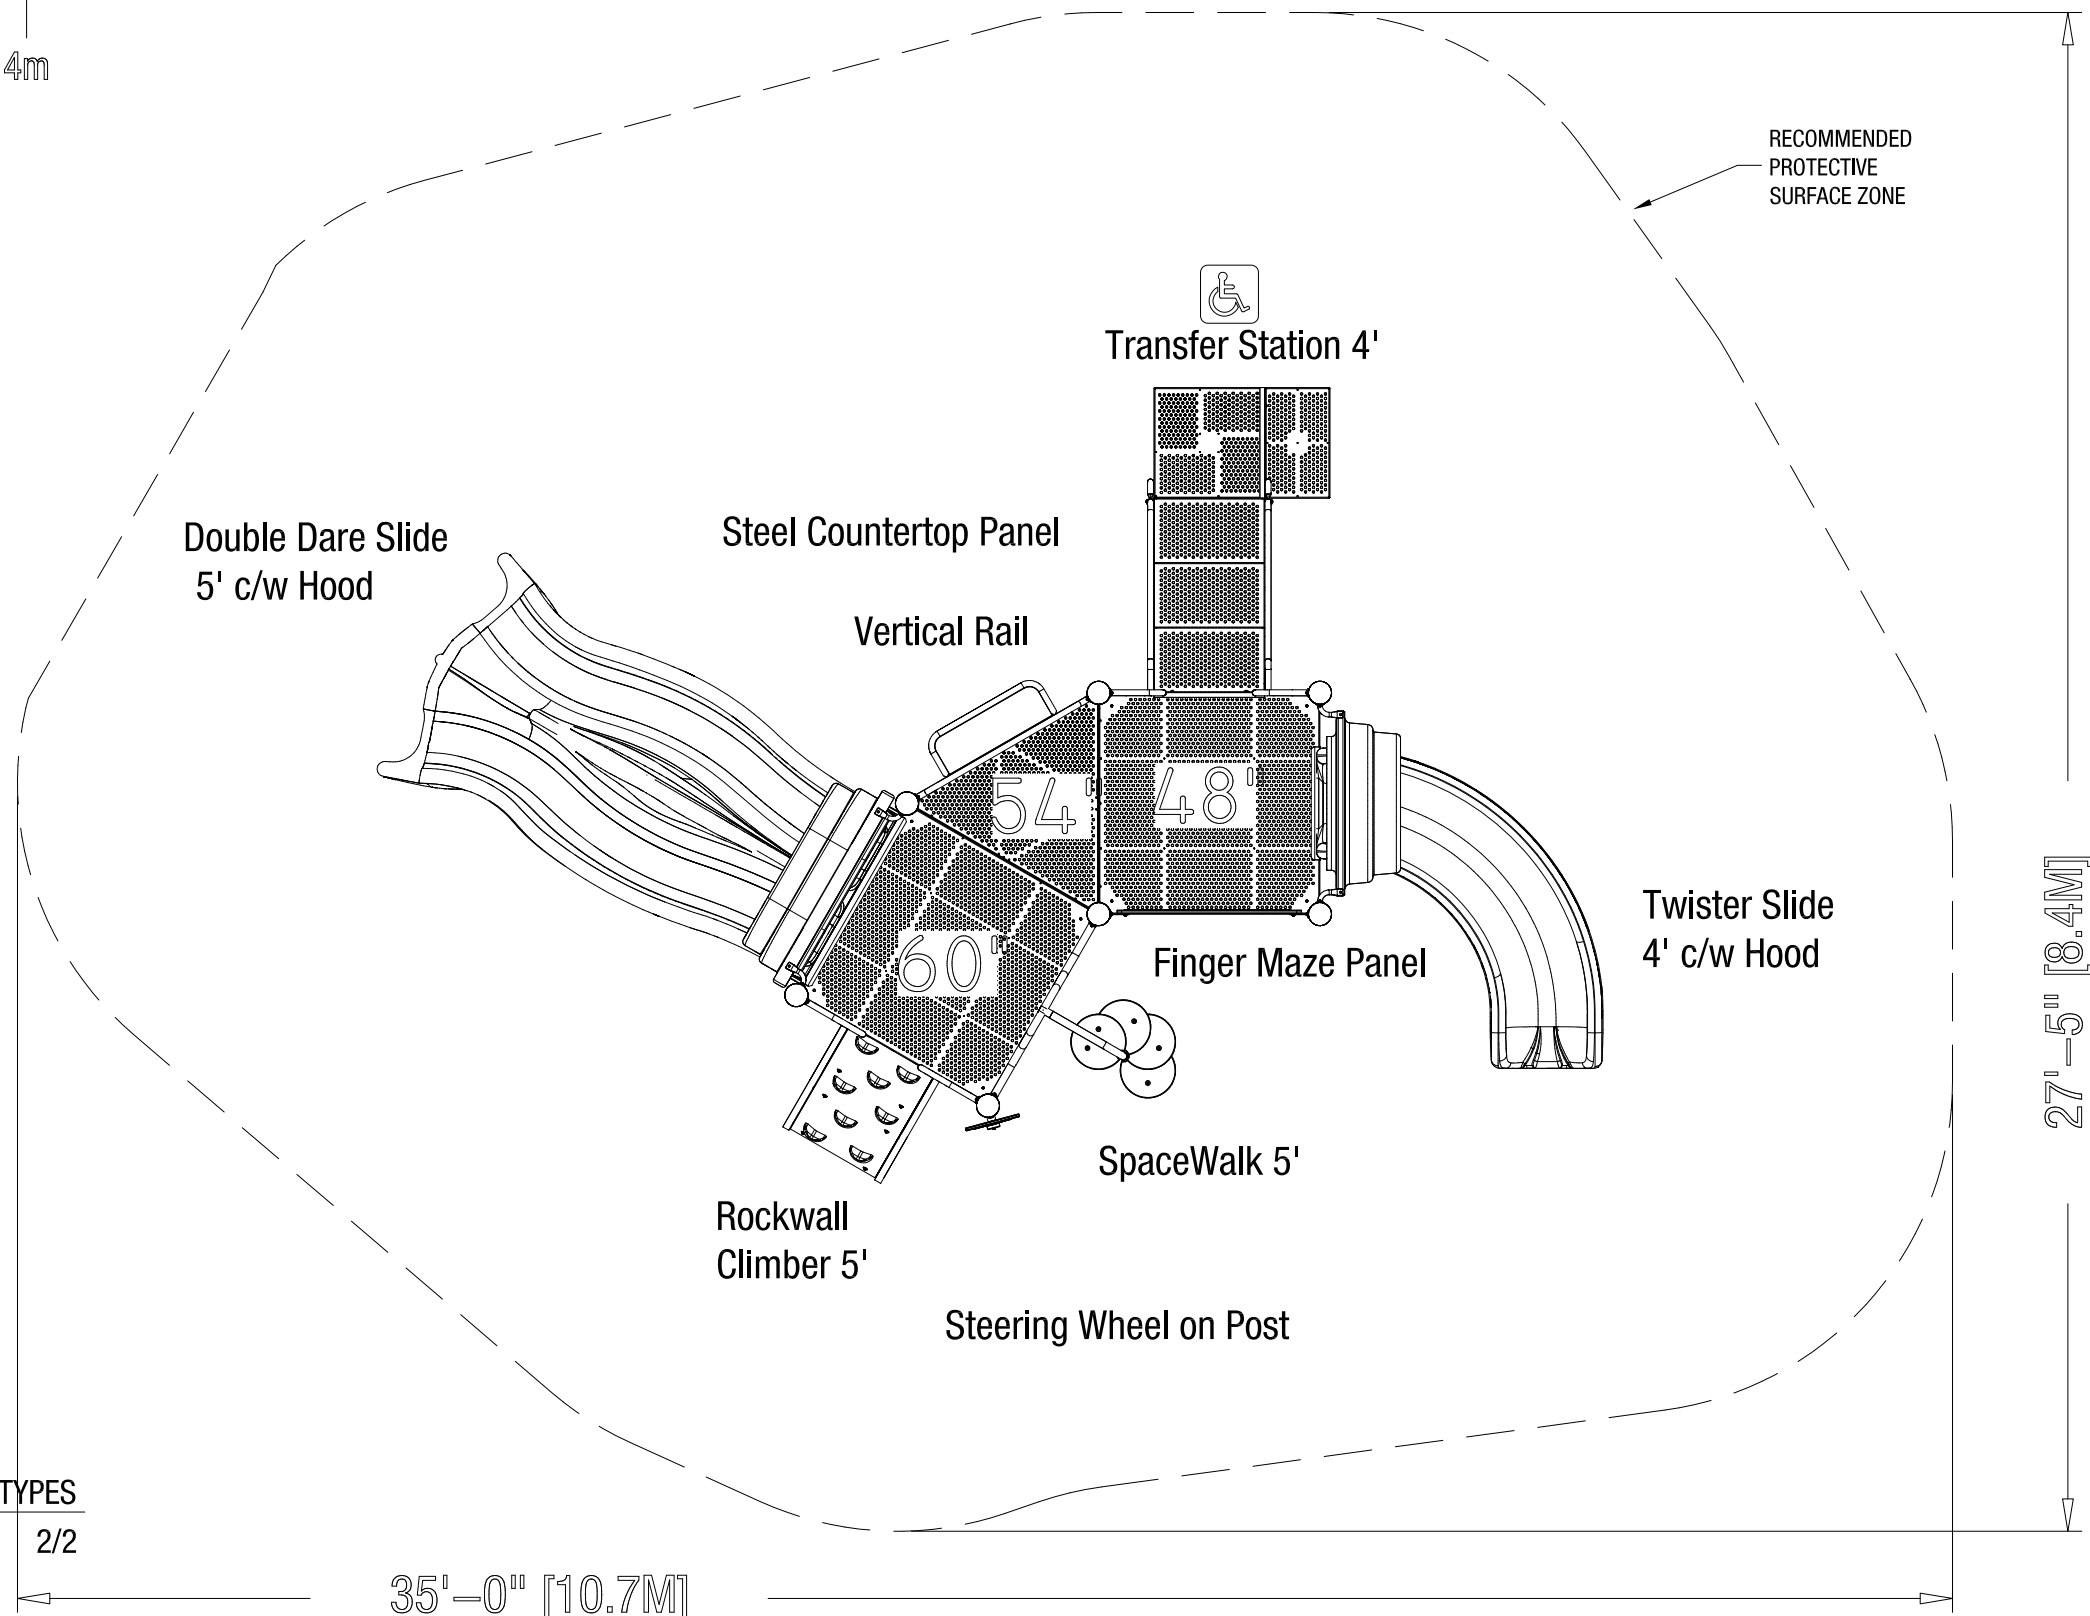 4m
RECOMMENDED
PROTECTIVE
SURFACE ZONE
Transfer Station 4'
Double Dare Slide
5' c/w Hood
Steel Countertop Panel
Vertical Rail
54"
48"
60"
Twister Slide
4' c/w Hood
Finger Maze Panel
27'–5" [8.4M]
SpaceWalk 5'
Rockwall
Climber 5'
Steering Wheel on Post
TYPES
2/2
35'–0" [10.7M]